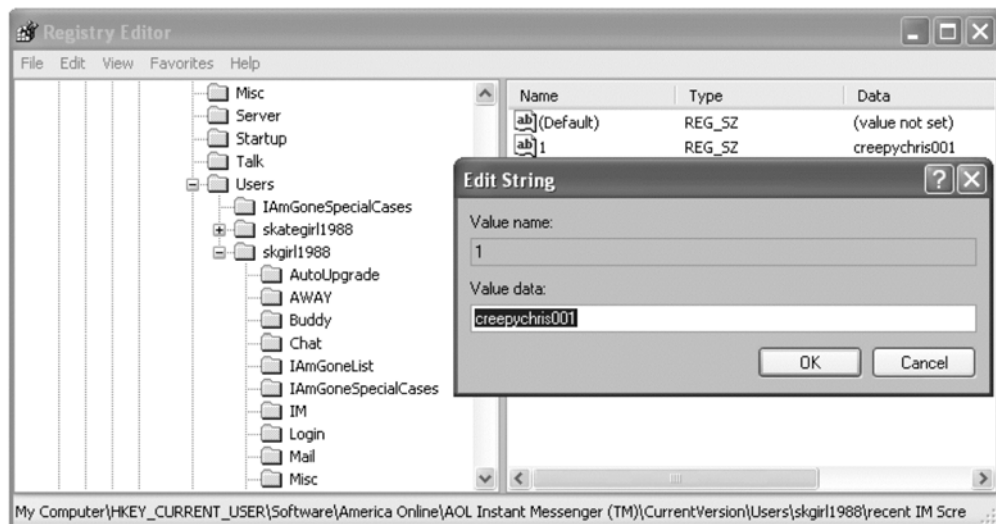 Registry Editor
File Edit View Favorites Help
Misc
Server
Startup
Talk
Users
IAmGoneSpecialCases
skategirl1988
skgirl1988
AutoUpgrade
AWAY
Buddy
Chat
IAmGoneList
IAmGoneSpecialCases
IM
Login
Mail
Misc
Name Type Data
ab (Default) REG_SZ (value not set)
ab 1 REG_SZ creepychris001
Edit String
Value name:
1
Value data:
creepychris001
OK Cancel
My Computer\HKEY_CURRENT_USER\Software\America Online\AOL Instant Messenger (TM)\CurrentVersion\Users\skgirl1988\recent IM Scre